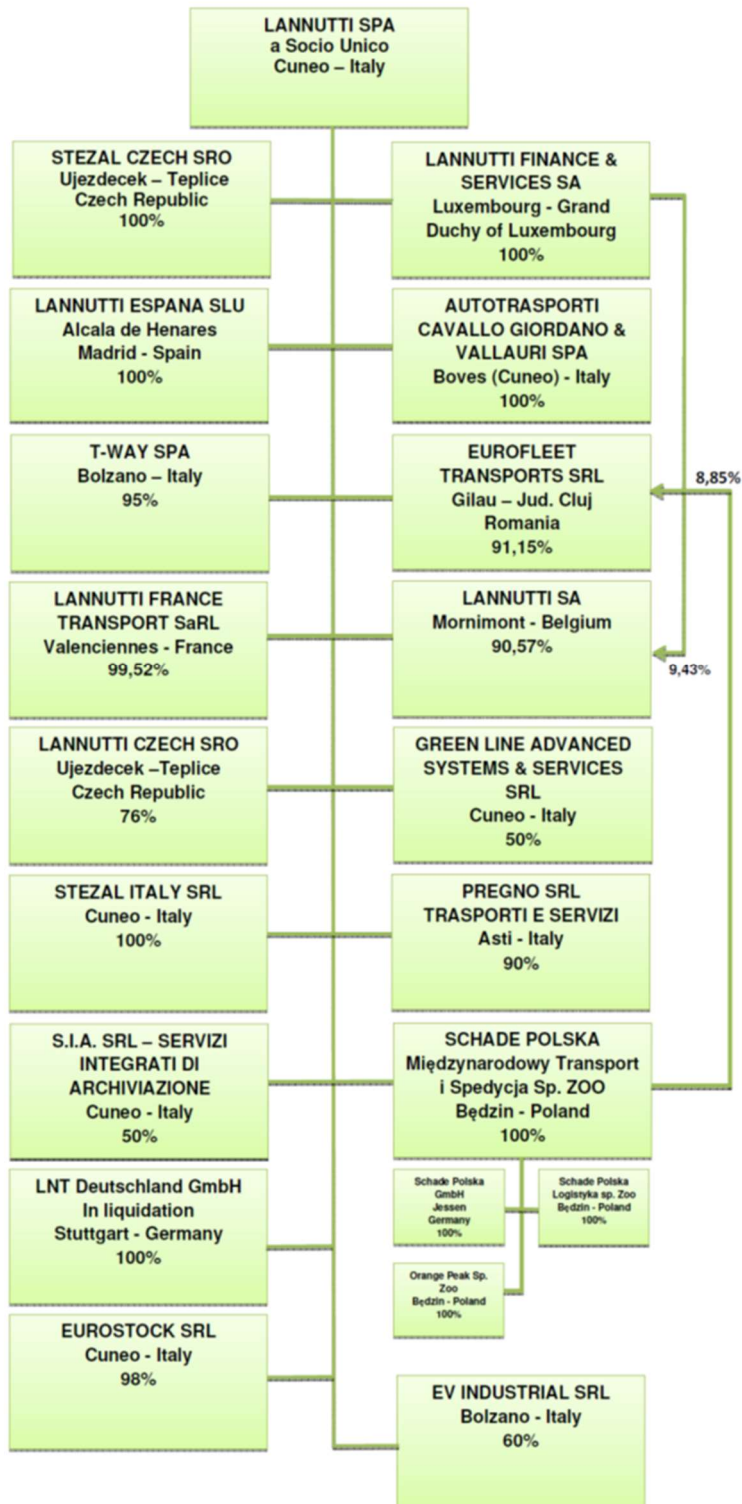 LANNUTTI SPA
a Socio Unico
Cuneo – Italy
STEZAL CZECH SRO
Ujezdecek – Teplice
Czech Republic
100%
LANNUTTI FINANCE &
SERVICES SA
Luxembourg - Grand
Duchy of Luxembourg
100%
LANNUTTI ESPANA SLU
Alcala de Henares
Madrid - Spain
100%
AUTOTRASPORTI
CAVALLO GIORDANO &
VALLAURI SPA
Boves (Cuneo) - Italy
100%
T-WAY SPA
Bolzano – Italy
95%
EUROFLEET
TRANSPORTS SRL
Gilau – Jud. Cluj
Romania
91,15%
8,85%
LANNUTTI FRANCE
TRANSPORT SaRL
Valenciennes - France
99,52%
LANNUTTI SA
Mornimont - Belgium
90,57%
9,43%
LANNUTTI CZECH SRO
Ujezdecek –Teplice
Czech Republic
76%
GREEN LINE ADVANCED
SYSTEMS & SERVICES
SRL
Cuneo - Italy
50%
STEZAL ITALY SRL
Cuneo - Italy
100%
PREGNO SRL
TRASPORTI E SERVIZI
Asti - Italy
90%
S.I.A. SRL – SERVIZI
INTEGRATI DI
ARCHIVIAZIONE
Cuneo - Italy
50%
SCHADE POLSKA
Międzynarodowy Transport
i Spedycja Sp. ZOO
Będzin - Poland
100%
LNT Deutschland GmbH
In liquidation
Stuttgart - Germany
100%
Schade Polska
GmbH
Jessen
Germany
100%
Schade Polska
Logistyka sp. Zoo
Będzin - Poland
100%
Orange Peak Sp.
Zoo
Będzin - Poland
100%
EUROSTOCK SRL
Cuneo - Italy
98%
EV INDUSTRIAL SRL
Bolzano - Italy
60%